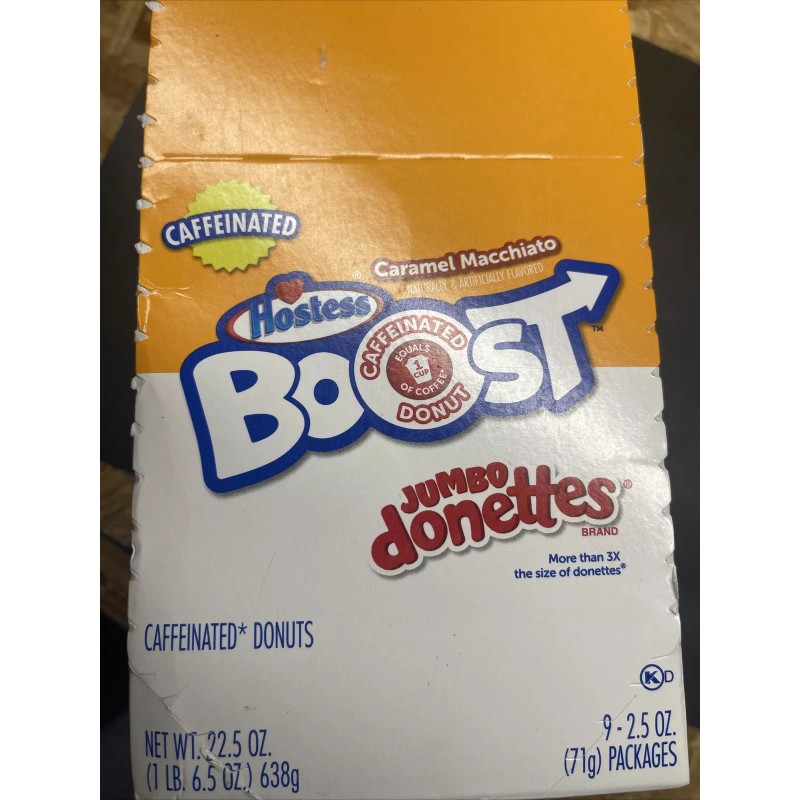 CAFFEINATED
Caramel Macchiato
NATURALLY & ARTIFICIALLY FLAVORED
Hostess®
BOOST™
CAFFEINATED
EQUALS
1
CUP
OF COFFEE*
DONUT
JUMBO
donettes®
BRAND
More than 3X
the size of donettes®
CAFFEINATED* DONUTS
K D
NET WT. 22.5 OZ.
(1 LB. 6.5 OZ.) 638g
9 - 2.5 OZ.
(71g) PACKAGES